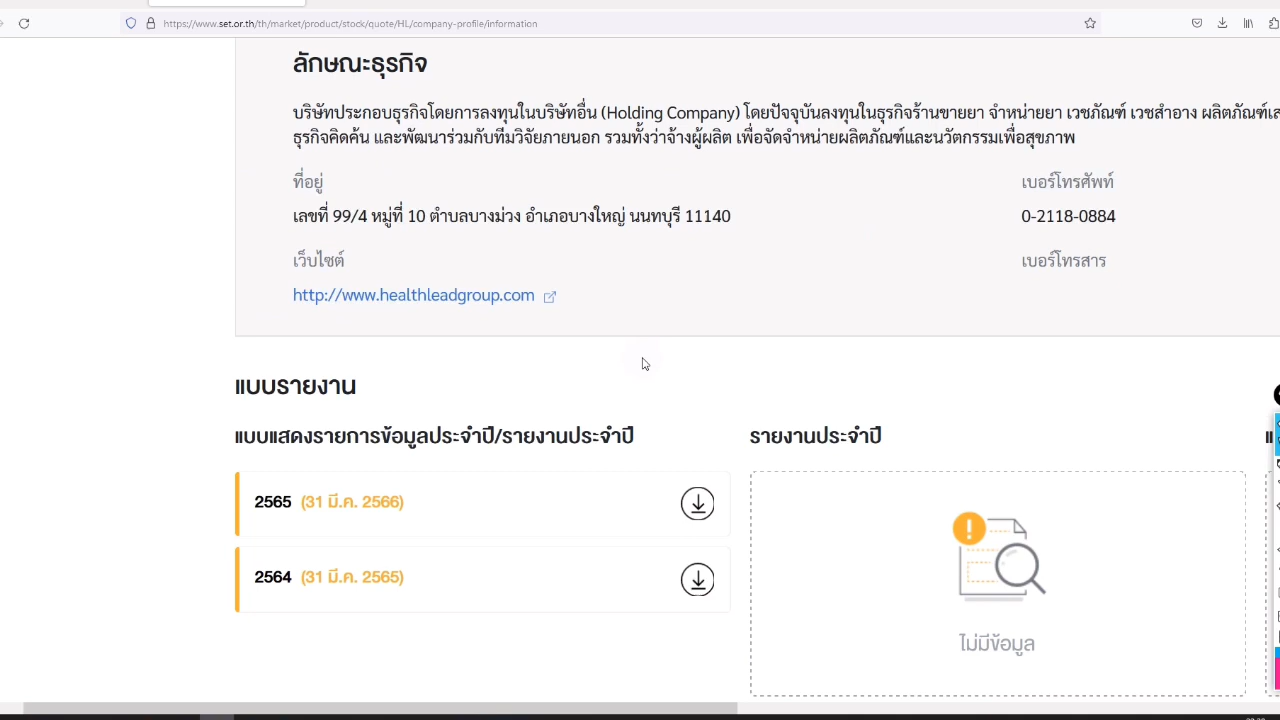 https://www.set.or.th/th/market/product/stock/quote/HL/company-profile/information
ลักษณะธุรกิจ
บริษัทประกอบธุรกิจโดยการลงทุนในบริษัทอื่น (Holding Company) โดยปัจจุบันลงทุนในธุรกิจร้านขายยา จำหน่ายยา เวชภัณฑ์ เวชสำอาง
ธุรกิจคิดค้น และพัฒนาร่วมกับทีมวิจัยภายนอก รวมทั้งว่าจ้างผู้ผลิต เพื่อจัดจำหน่ายผลิตภัณฑ์และนวัตกรรมเพื่อสุขภาพ
ที่อยู่ เบอร์โทรศัพท์
เลขที่ 99/4 หมู่ที่ 10 ตำบลบางม่วง อำเภอบางใหญ่ นนทบุรี 11140 0-2118-0884
เว็บไซต์ เบอร์โทรสาร
http://www.healthleadgroup.com
แบบรายงาน
แบบแสดงรายการข้อมูลประจำปี/รายงานประจำปี รายงานประจำปี
2565 (31 มี.ค. 2566)
2564 (31 มี.ค. 2565)
ไม่มีข้อมูล